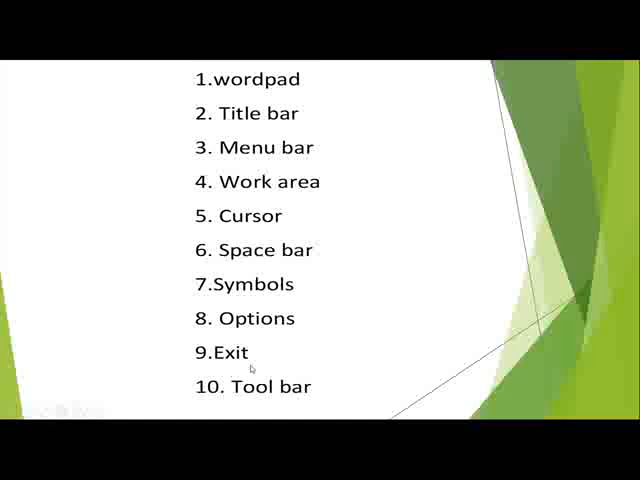 1.wordpad
2. Title bar
3. Menu bar
4. Work area
5. Cursor
6. Space bar
7.Symbols
8. Options
9.Exit
10. Tool bar